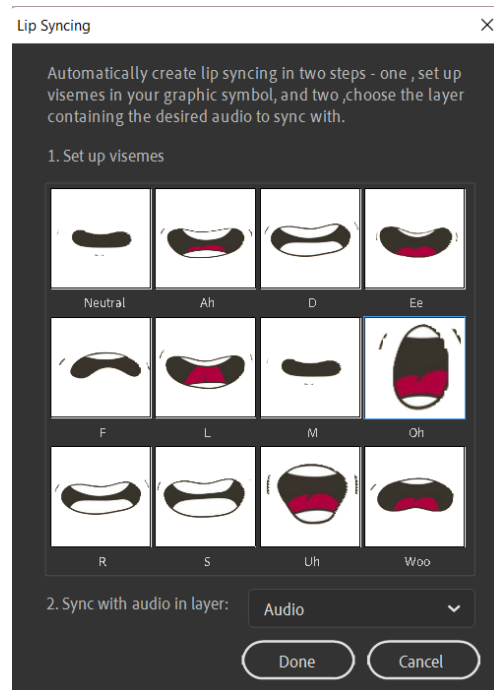 Lip Syncing
Automatically create lip syncing in two steps - one , set up
visemes in your graphic symbol, and two ,choose the layer
containing the desired audio to sync with.
1. Set up visemes
Neutral Ah D Ee
F L M Oh
R S Uh Woo
2. Sync with audio in layer: Audio
Done Cancel